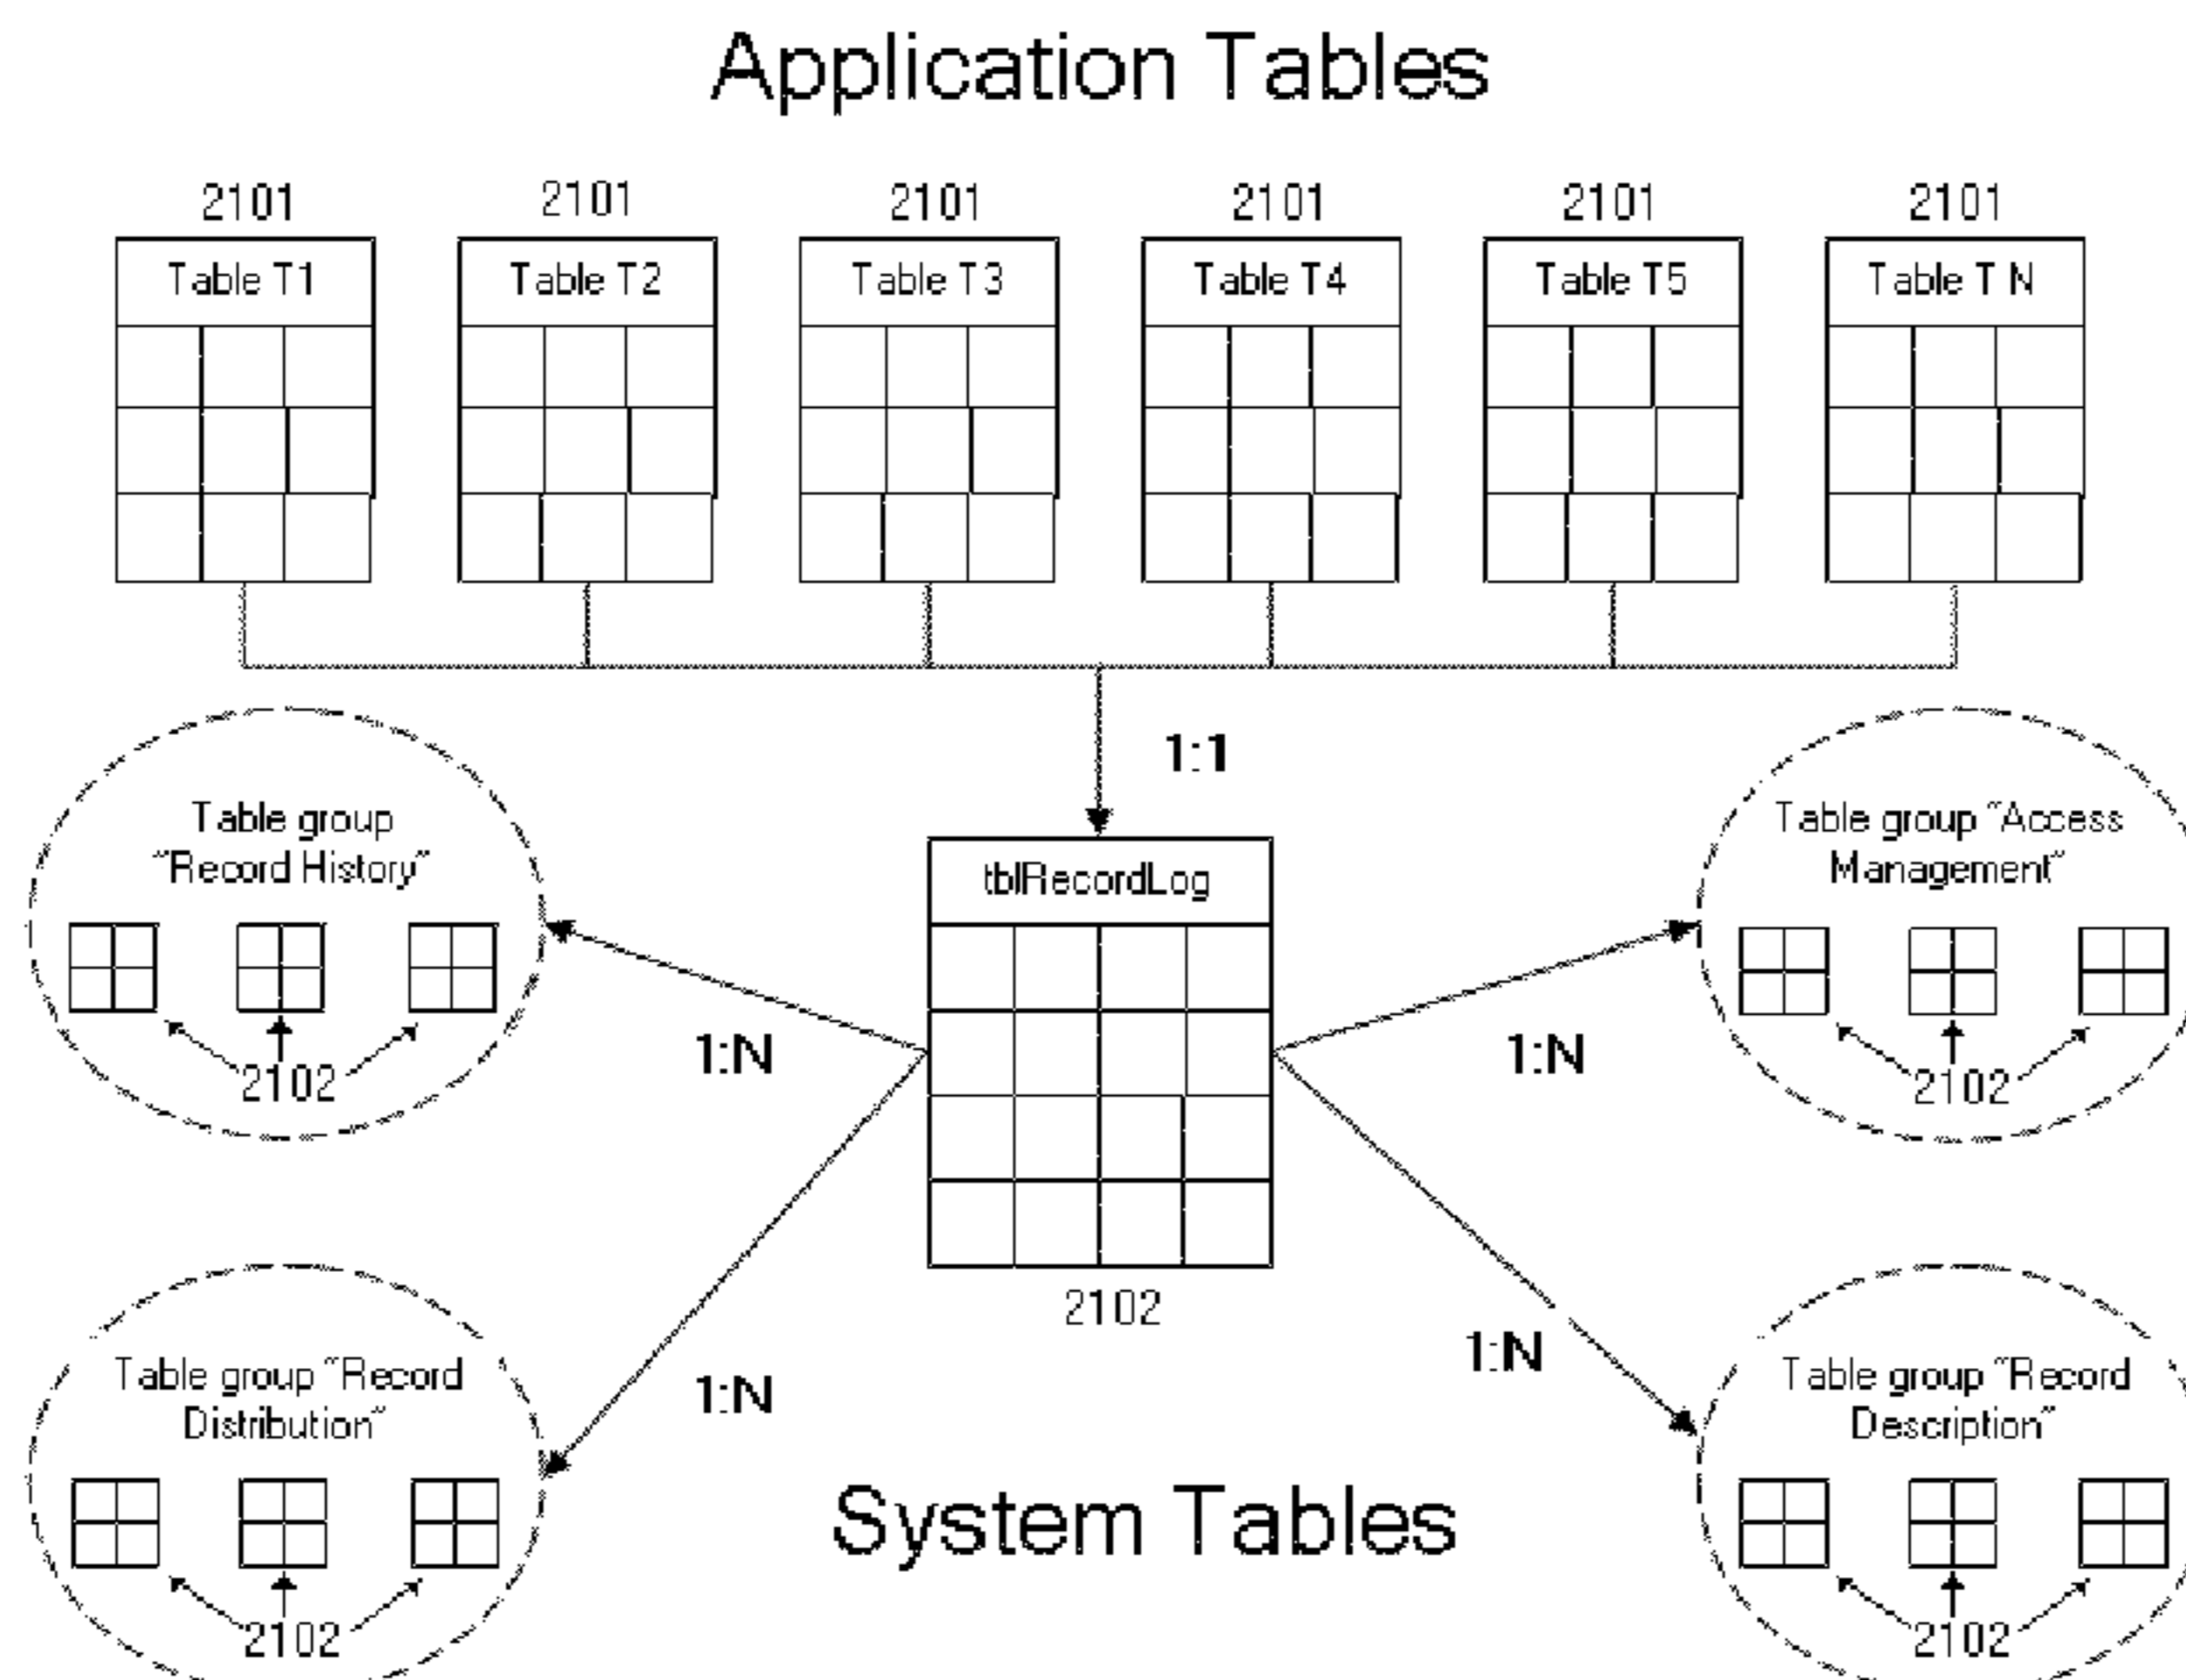 Application Tables
2101 2101 2101 2101 2101 2101
Table T1 Table T2 Table T3 Table T4 Table T5 Table T N
1:1
Table group
"Record History"
2102
Table group "Access
Management"
2102
tblRecordLog
2102
1:N
1:N
1:N
1:N
Table group "Record
Distribution"
2102
Table group "Record
Description"
2102
System Tables